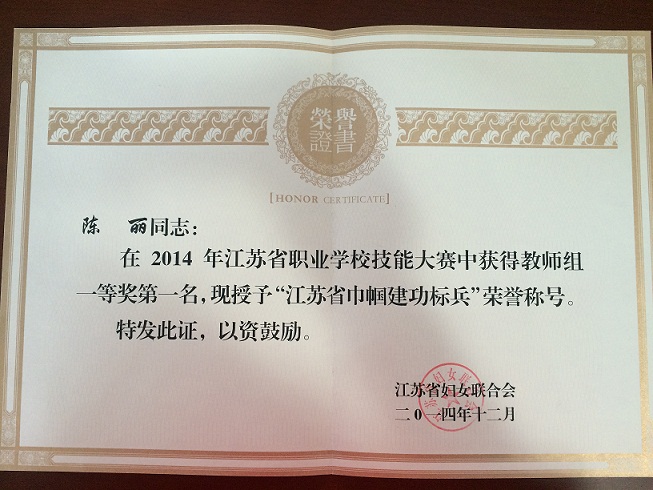 榮譽
證書
[HONOR CERTIFICATE]
陈 丽同志：
在 2014 年江苏省职业学校技能大赛中获得教师组
一等奖第一名，现授予“江苏省巾帼建功标兵”荣誉称号。
特发此证，以资鼓励。
江苏省妇女联合会
二〇一四年十二月